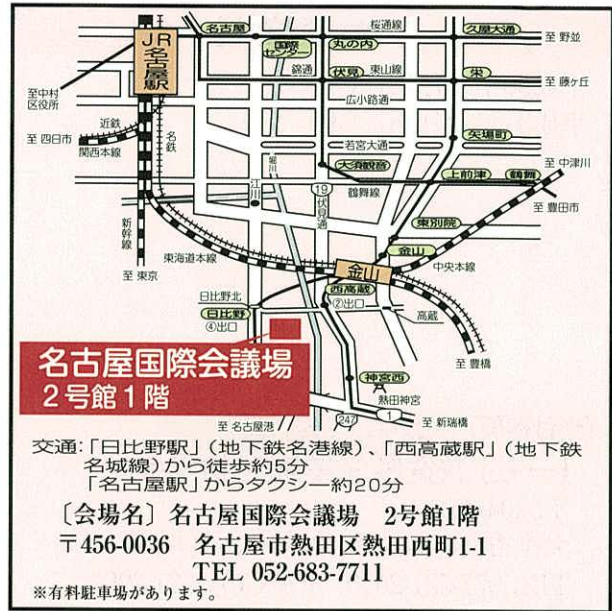 名古屋
桜通線
久屋大通
JR名古屋駅
国際センター
丸の内
至 野並
錦通
伏見
東山線
栄
至 藤ヶ丘
至中村区役所
広小路通
近鉄
至 四日市
関西本線
名鉄
若宮大通
矢場町
堀川
大須観音
上前津
鶴舞
至 中津川
19
江川
伏見通
鶴舞線
至 豊田市
新幹線
東別院
東海道本線
金山
中央本線
至 東京
金山
日比野北
西高蔵
②出口
日比野
④出口
高蔵
至 豊橋
名古屋国際会議場
2号館1階
神宮西
熱田神宮
至 名古屋港
247
1
至 新瑞橋
交通:「日比野駅」(地下鉄名港線)、「西高蔵駅」(地下鉄
名城線)から徒歩約5分
「名古屋駅」からタクシー約20分
〔会場名〕名古屋国際会議場 2号館1階
〒456-0036 名古屋市熱田区熱田西町1-1
TEL 052-683-7711
※有料駐車場があります。